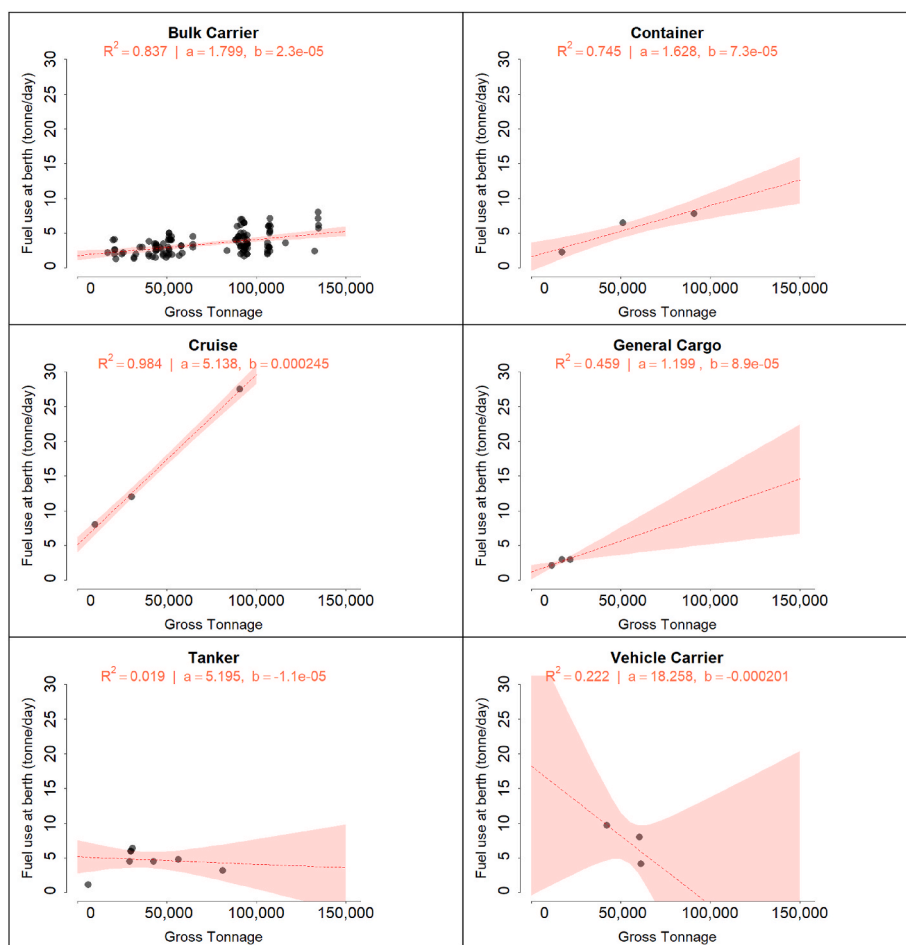 Bulk Carrier
R² = 0.837 | a = 1.799, b = 2.3e-05
Fuel use at berth (tonne/day)
30
25
20
15
10
5
0
0 50,000 100,000 150,000
Gross Tonnage
Container
R² = 0.745 | a = 1.628, b = 7.3e-05
Fuel use at berth (tonne/day)
30
25
20
15
10
5
0
0 50,000 100,000 150,000
Gross Tonnage
Cruise
R² = 0.984 | a = 5.138, b = 0.000245
Fuel use at berth (tonne/day)
30
25
20
15
10
5
0
0 50,000 100,000 150,000
Gross Tonnage
General Cargo
R² = 0.459 | a = 1.199 , b = 8.9e-05
Fuel use at berth (tonne/day)
30
25
20
15
10
5
0
0 50,000 100,000 150,000
Gross Tonnage
Tanker
R² = 0.019 | a = 5.195, b = -1.1e-05
Fuel use at berth (tonne/day)
30
25
20
15
10
5
0
0 50,000 100,000 150,000
Gross Tonnage
Vehicle Carrier
R² = 0.222 | a = 18.258, b = -0.000201
Fuel use at berth (tonne/day)
30
25
20
15
10
5
0
0 50,000 100,000 150,000
Gross Tonnage